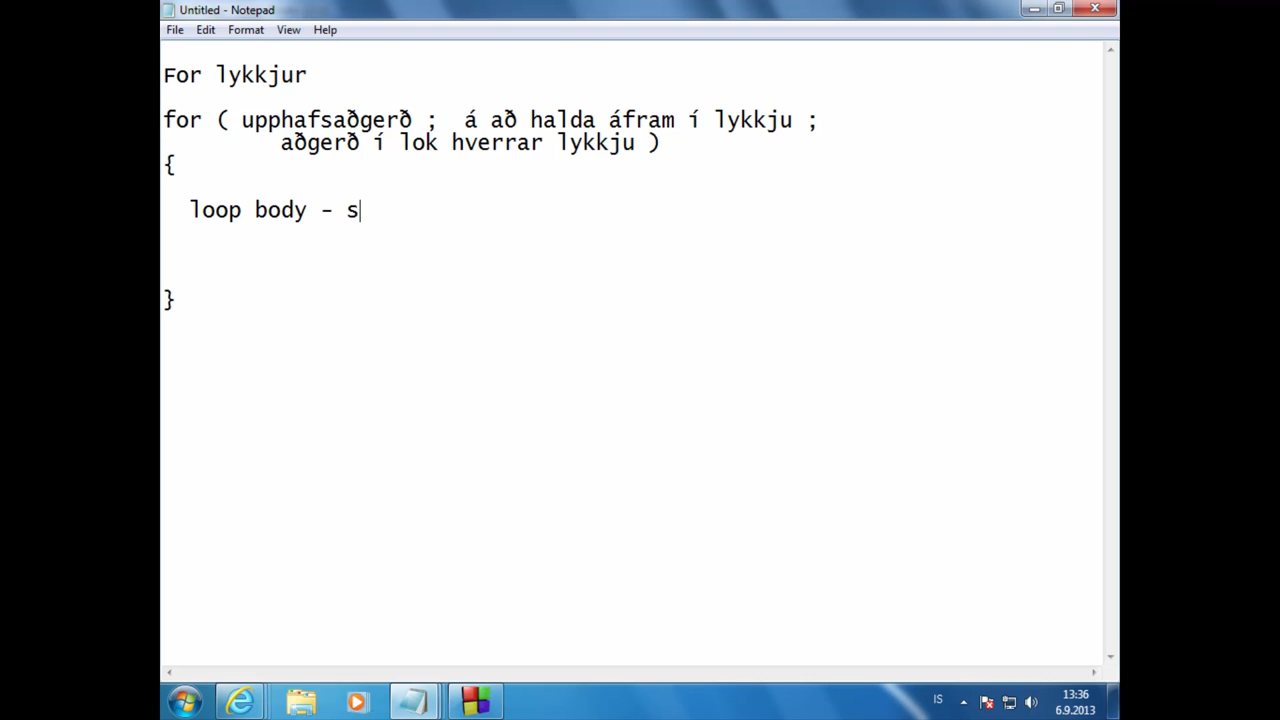 Untitled - Notepad
File Edit Format View Help
For lykkjur
for ( upphafsaðgerð ;  á að halda áfram í lykkju ;
         aðgerð í lok hverrar lykkju )
{
  loop body - s
}
IS
13:36
6.9.2013